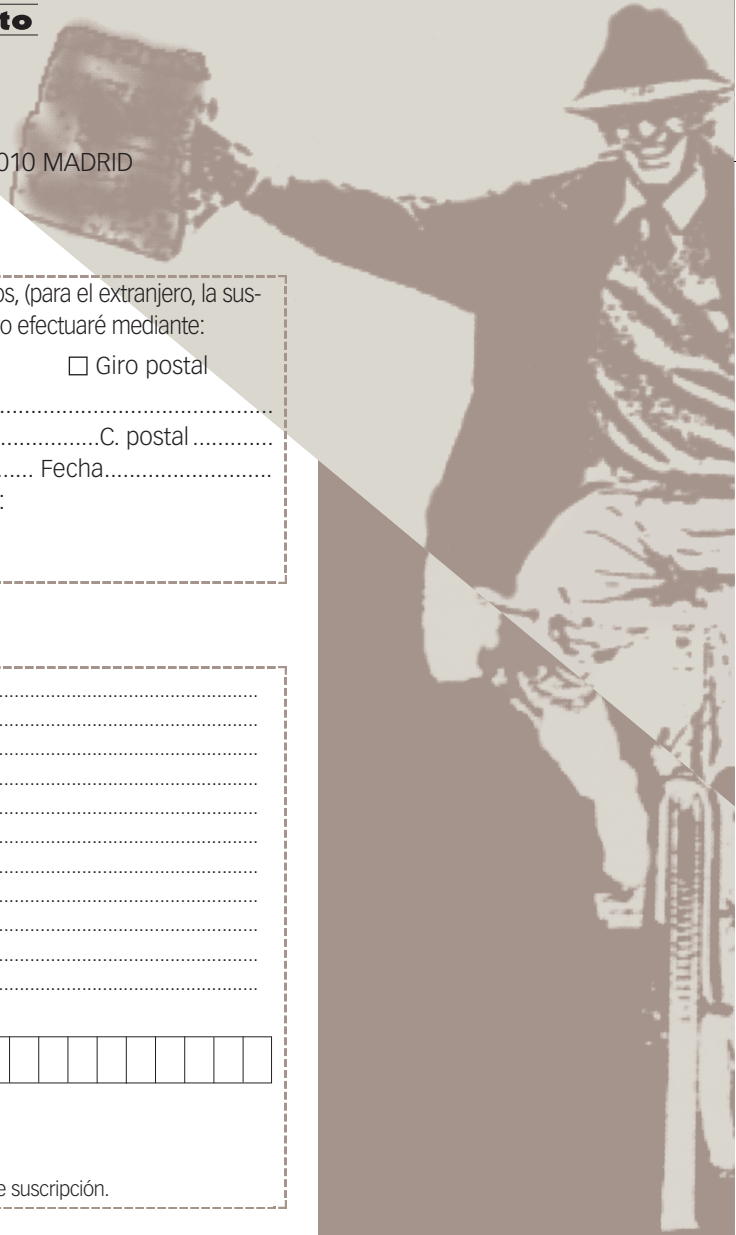 to
010 MADRID
os, (para el extranjero, la sus-
o efectuaré mediante:
☐ Giro postal
..........................................
..................C. postal.............
..... Fecha...........................
:
..........................................
..........................................
..........................................
..........................................
..........................................
..........................................
..........................................
..........................................
..........................................
..........................................
..........................................
e suscripción.